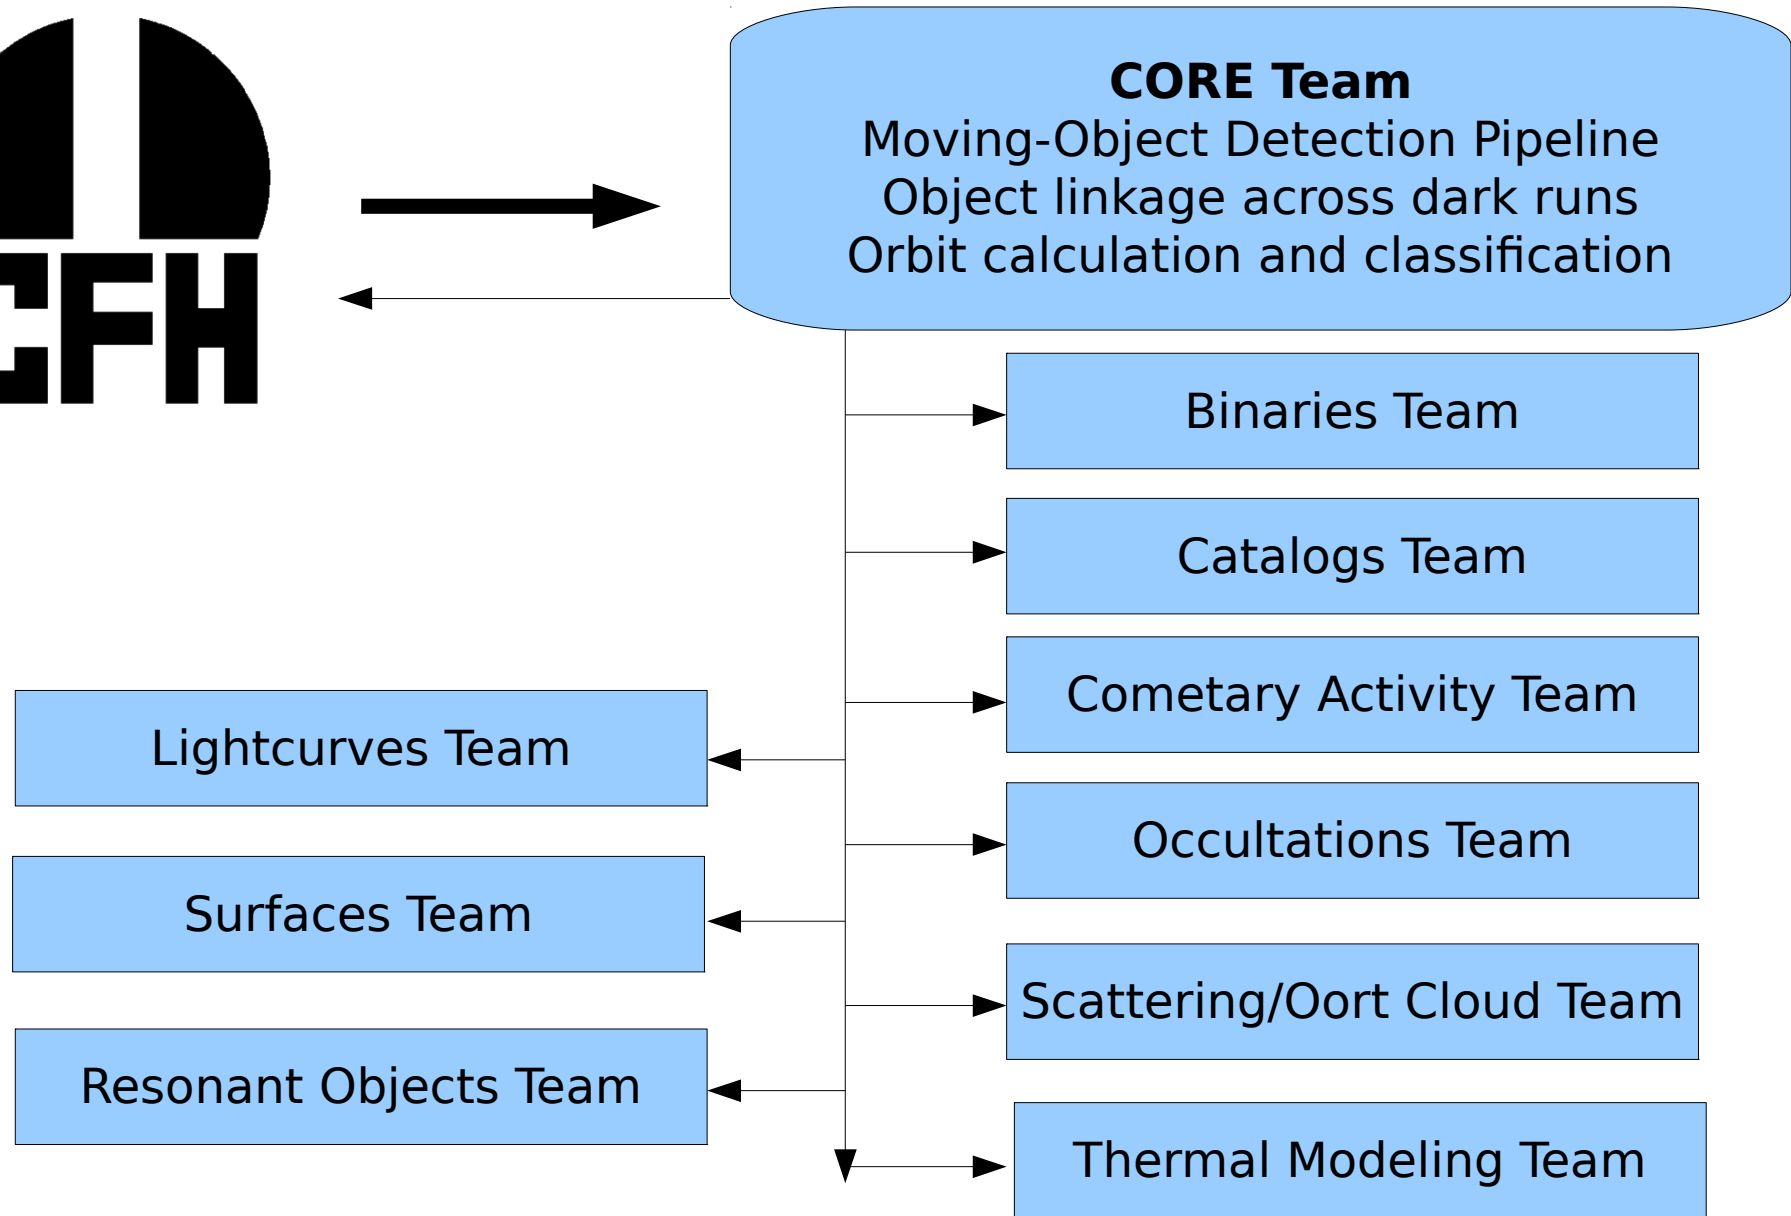 CFH
CORE Team
Moving-Object Detection Pipeline
Object linkage across dark runs
Orbit calculation and classification
Binaries Team
Catalogs Team
Cometary Activity Team
Lightcurves Team
Occultations Team
Surfaces Team
Scattering/Oort Cloud Team
Resonant Objects Team
Thermal Modeling Team